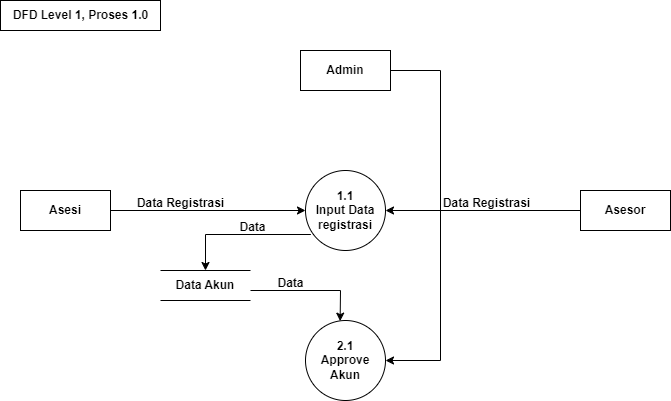 DFD Level 1, Proses 1.0
Admin
Asesi
Data Registrasi
1.1
Input Data
registrasi
Data Registrasi
Asesor
Data
Data Akun
Data
2.1
Approve
Akun